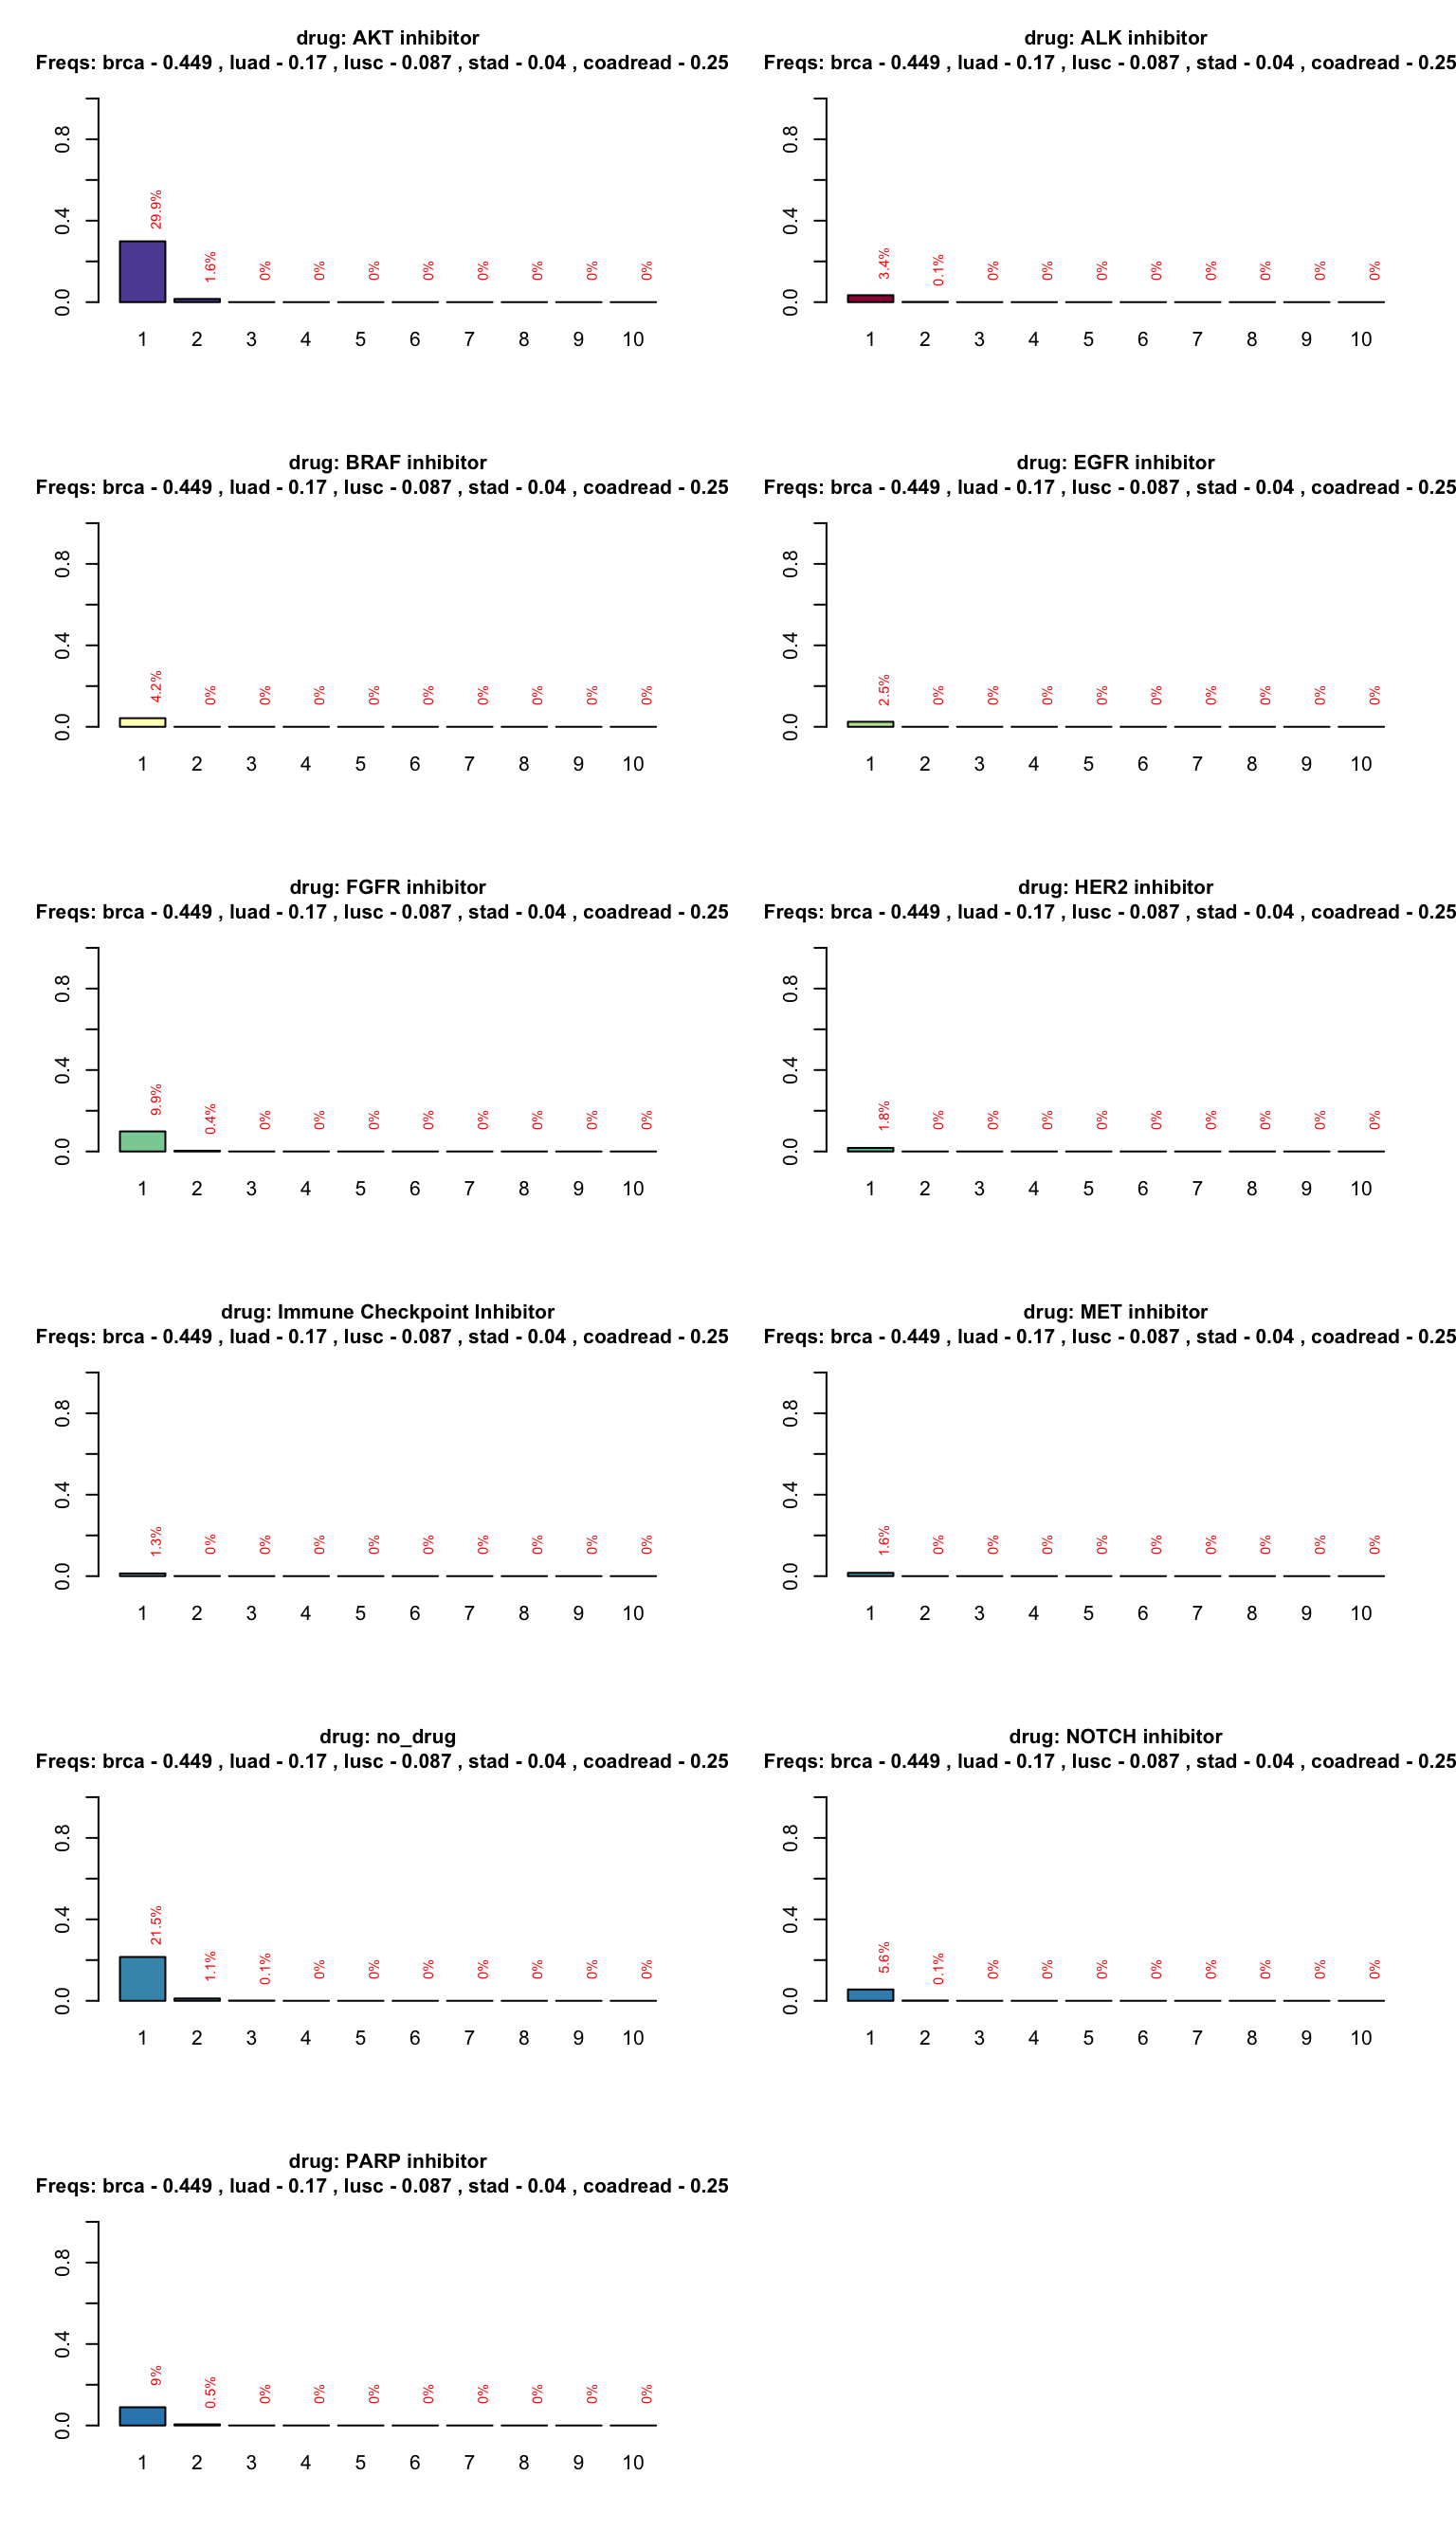 drug: AKT inhibitor
Freqs: brca - 0.449 , luad - 0.17 , lusc - 0.087 , stad - 0.04 , coadread - 0.25
0.8
0.4
0.0
29.9% 1.6% 0% 0% 0% 0% 0% 0% 0% 0%
1 2 3 4 5 6 7 8 9 10
drug: ALK inhibitor
Freqs: brca - 0.449 , luad - 0.17 , lusc - 0.087 , stad - 0.04 , coadread - 0.25
0.8
0.4
0.0
3.4% 0.1% 0% 0% 0% 0% 0% 0% 0% 0%
1 2 3 4 5 6 7 8 9 10
drug: BRAF inhibitor
Freqs: brca - 0.449 , luad - 0.17 , lusc - 0.087 , stad - 0.04 , coadread - 0.25
0.8
0.4
0.0
4.2% 0% 0% 0% 0% 0% 0% 0% 0% 0%
1 2 3 4 5 6 7 8 9 10
drug: EGFR inhibitor
Freqs: brca - 0.449 , luad - 0.17 , lusc - 0.087 , stad - 0.04 , coadread - 0.25
0.8
0.4
0.0
2.5% 0% 0% 0% 0% 0% 0% 0% 0% 0%
1 2 3 4 5 6 7 8 9 10
drug: FGFR inhibitor
Freqs: brca - 0.449 , luad - 0.17 , lusc - 0.087 , stad - 0.04 , coadread - 0.25
0.8
0.4
0.0
9.9% 0.4% 0% 0% 0% 0% 0% 0% 0% 0%
1 2 3 4 5 6 7 8 9 10
drug: HER2 inhibitor
Freqs: brca - 0.449 , luad - 0.17 , lusc - 0.087 , stad - 0.04 , coadread - 0.25
0.8
0.4
0.0
1.8% 0% 0% 0% 0% 0% 0% 0% 0% 0%
1 2 3 4 5 6 7 8 9 10
drug: Immune Checkpoint Inhibitor
Freqs: brca - 0.449 , luad - 0.17 , lusc - 0.087 , stad - 0.04 , coadread - 0.25
0.8
0.4
0.0
1.3% 0% 0% 0% 0% 0% 0% 0% 0% 0%
1 2 3 4 5 6 7 8 9 10
drug: MET inhibitor
Freqs: brca - 0.449 , luad - 0.17 , lusc - 0.087 , stad - 0.04 , coadread - 0.25
0.8
0.4
0.0
1.6% 0% 0% 0% 0% 0% 0% 0% 0% 0%
1 2 3 4 5 6 7 8 9 10
drug: no_drug
Freqs: brca - 0.449 , luad - 0.17 , lusc - 0.087 , stad - 0.04 , coadread - 0.25
0.8
0.4
0.0
21.5% 1.1% 0.1% 0% 0% 0% 0% 0% 0% 0%
1 2 3 4 5 6 7 8 9 10
drug: NOTCH inhibitor
Freqs: brca - 0.449 , luad - 0.17 , lusc - 0.087 , stad - 0.04 , coadread - 0.25
0.8
0.4
0.0
5.6% 0.1% 0% 0% 0% 0% 0% 0% 0% 0%
1 2 3 4 5 6 7 8 9 10
drug: PARP inhibitor
Freqs: brca - 0.449 , luad - 0.17 , lusc - 0.087 , stad - 0.04 , coadread - 0.25
0.8
0.4
0.0
9% 0.5% 0% 0% 0% 0% 0% 0% 0% 0%
1 2 3 4 5 6 7 8 9 10